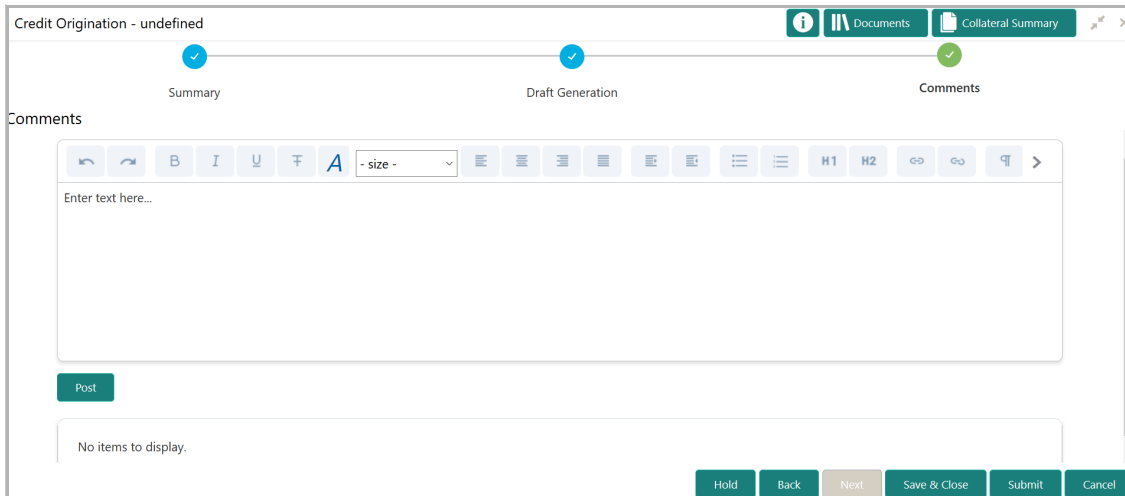 Credit Origination - undefined
Documents
Collateral Summary
Summary
Draft Generation
Comments
Comments
B I U T A - size - H1 H2
Enter text here...
Post
No items to display.
Hold Back Next Save & Close Submit Cancel